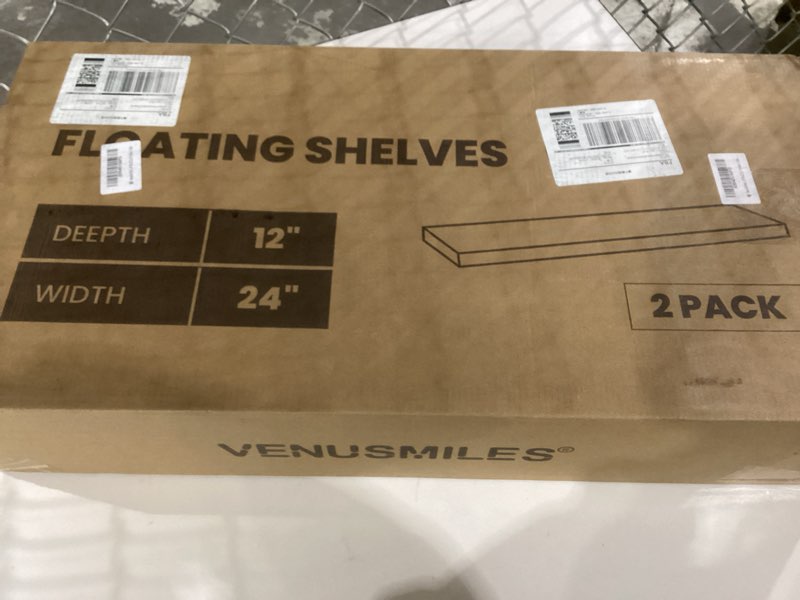 FLOATING SHELVES
DEEPTH 12"
WIDTH 24"
2 PACK
VENUSMILES®